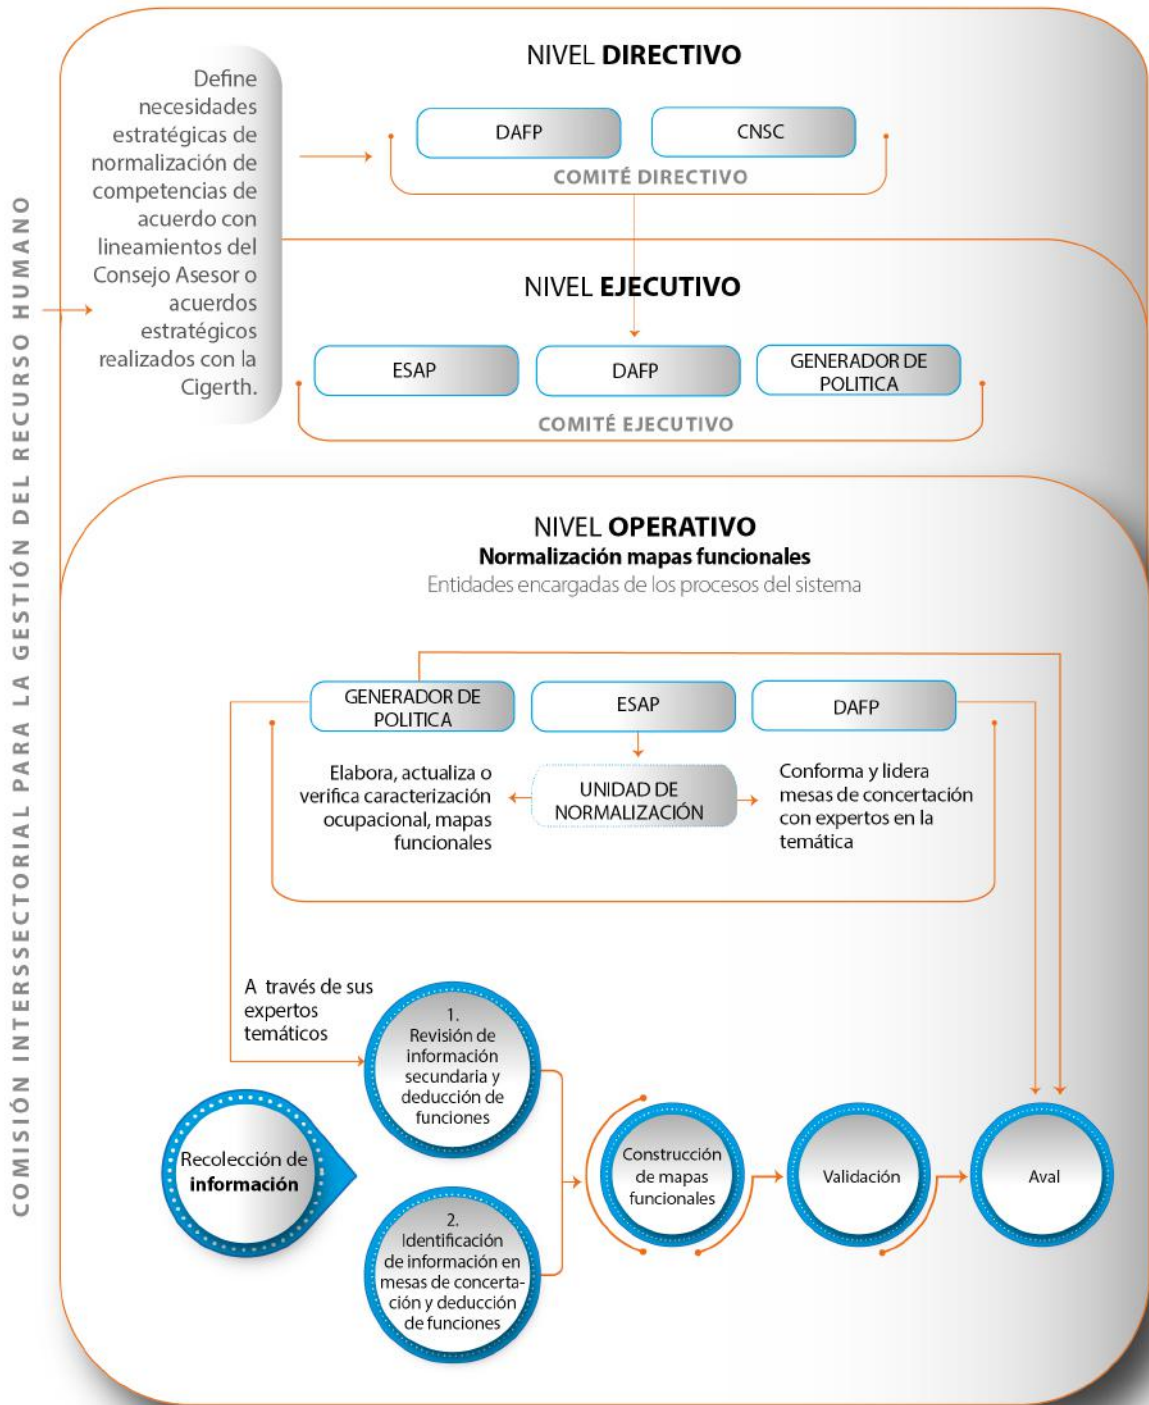 COMISIÓN INTERSSECTORIAL PARA LA GESTIÓN DEL RECURSO HUMANO
Define
necesidades
estratégicas de
normalización de
competencias de
acuerdo con
lineamientos del
Consejo Asesor o
acuerdos
estratégicos
realizados con la
Cigerth.
NIVEL DIRECTIVO
DAFP
CNSC
COMITÉ DIRECTIVO
NIVEL EJECUTIVO
ESAP
DAFP
GENERADOR DE
POLITICA
COMITÉ EJECUTIVO
NIVEL OPERATIVO
Normalización mapas funcionales
Entidades encargadas de los procesos del sistema
GENERADOR DE
POLITICA
ESAP
DAFP
Elabora, actualiza o
verifica caracterización
ocupacional, mapas
funcionales
UNIDAD DE
NORMALIZACIÓN
Conforma y lidera
mesas de concertación
con expertos en la
temática
A través de sus
expertos
temáticos
1.
Revisión de
información
secundaria y
deducción de
funciones
Recolección de
información
2.
Identificación
de información en
mesas de concerta-
ción y deducción
de funciones
Construcción
de mapas
funcionales
Validación
Aval